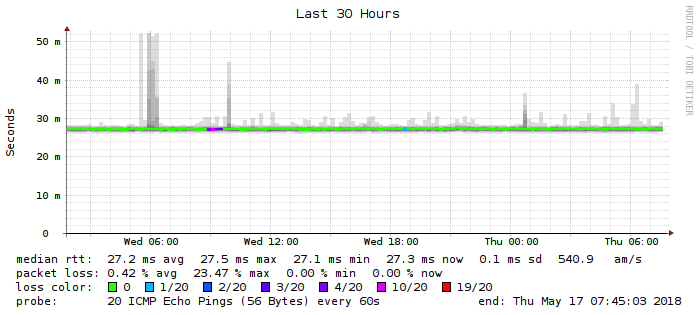 Last 30 Hours
RRDTOOL / TOBI OETIKER
Seconds
50 m
40 m
30 m
20 m
10 m
0
Wed 06:00 Wed 12:00 Wed 18:00 Thu 00:00 Thu 06:00
median rtt: 27.2 ms avg 27.5 ms max 27.1 ms min 27.3 ms now 0.1 ms sd 540.9 am/s
packet loss: 0.42 % avg 23.47 % max 0.00 % min 0.00 % now
loss color: 0 1/20 2/20 3/20 4/20 10/20 19/20
probe: 20 ICMP Echo Pings (56 Bytes) every 60s end: Thu May 17 07:45:03 2018